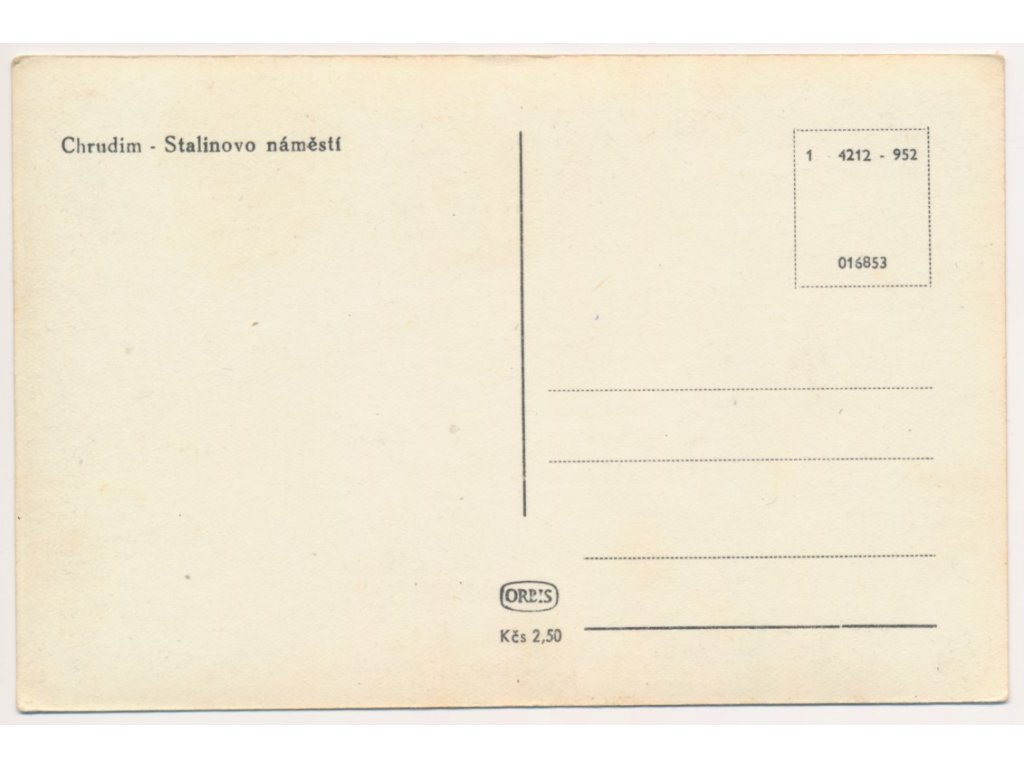 Chrudim - Stalinovo náměstí
1 4212 - 952
016853
ORBIS
Kčs 2,50